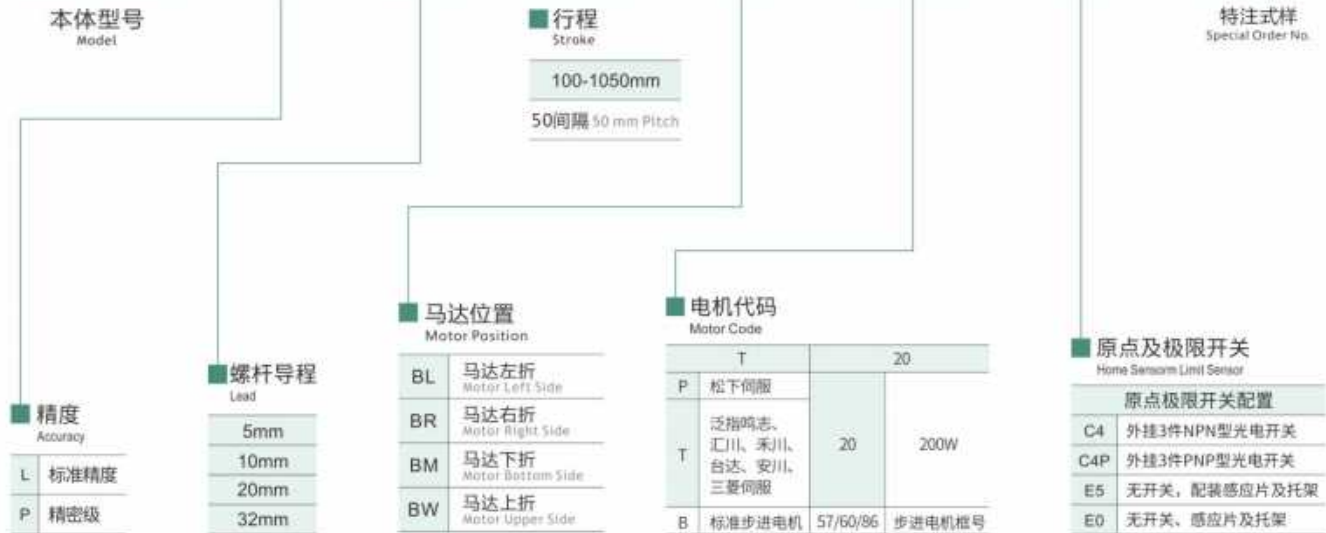 本体型号
Model
行程
Stroke
100-1050mm
50间隔 50 mm Pitch
特注式样
Special Order No.
精度
Accuracy
L 标准精度
P 精密级
螺杆导程
Lead
5mm
10mm
20mm
32mm
马达位置
Motor Position
BL 马达左折
Motor Left Side
BR 马达右折
Motor Right Side
BM 马达下折
Motor Bottom Side
BW 马达上折
Motor Upper Side
电机代码
Motor Code
T 20
P 松下伺服
T 泛指鸣志、
汇川、禾川、
台达、安川、
三菱伺服
20 200W
B 标准步进电机 57/60/86 步进电机框号
原点及极限开关
Home Sensorm Limit Sensor
原点极限开关配置
C4 外挂3件NPN型光电开关
C4P 外挂3件PNP型光电开关
E5 无开关，配装感应片及托架
E0 无开关、感应片及托架